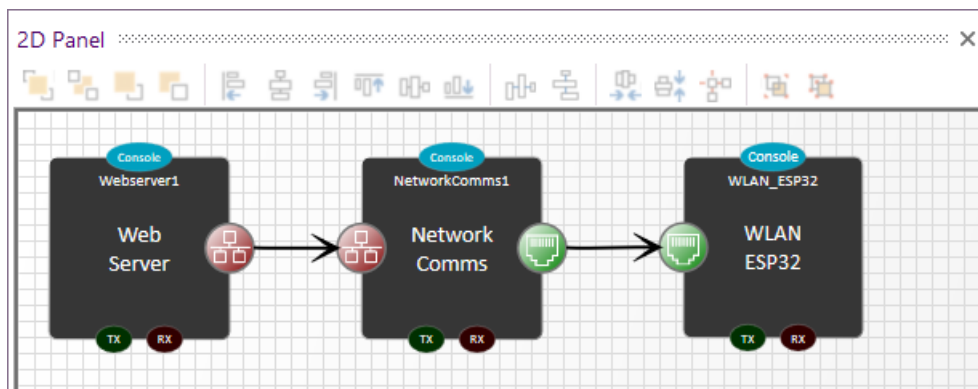 2D Panel
Console
Webserver1
Web
Server
TX
RX
Console
NetworkComms1
Network
Comms
TX
RX
Console
WLAN_ESP32
WLAN
ESP32
TX
RX